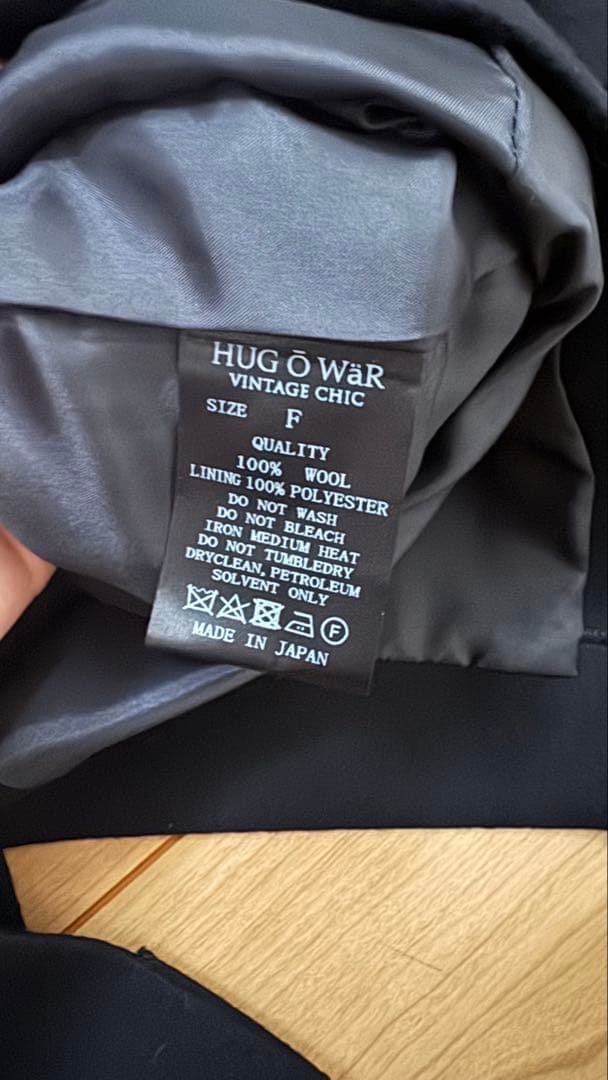 HUG Ō WäR
VINTAGE CHIC
SIZE F
QUALITY
100% WOOL
LINING 100% POLYESTER
DO NOT WASH
DO NOT BLEACH
IRON MEDIUM HEAT
DO NOT TUMBLEDRY
DRYCLEAN, PETROLEUM
SOLVENT ONLY
F
MADE IN JAPAN